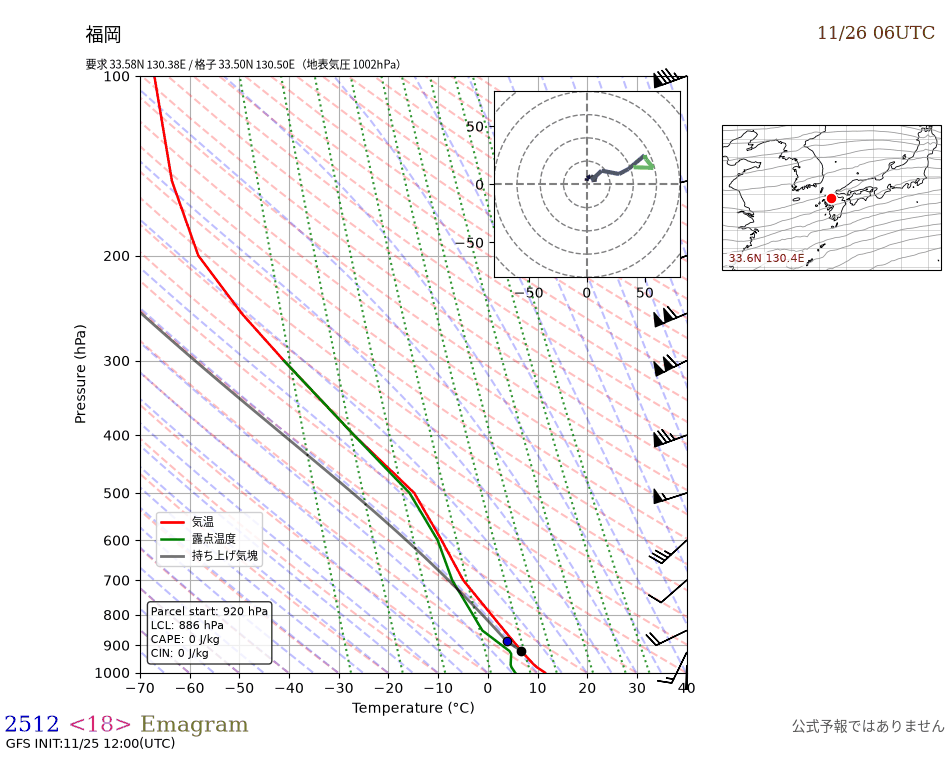 福岡
11/26 06UTC
要求 33.58N 130.38E / 格子 33.50N 130.50E（地表気圧 1002hPa）
100
200
300
400
500
600
700
800
900
1000
Pressure (hPa)
−70 −60 −50 −40 −30 −20 −10 0 10 20 30 40
Temperature (°C)
50
0
−50
−50 0 50
33.6N 130.4E
気温
露点温度
持ち上げ気塊
Parcel start: 920 hPa
LCL: 886 hPa
CAPE: 0 J/kg
CIN: 0 J/kg
2512 <18> Emagram
公式予報ではありません
GFS INIT:11/25 12:00(UTC)